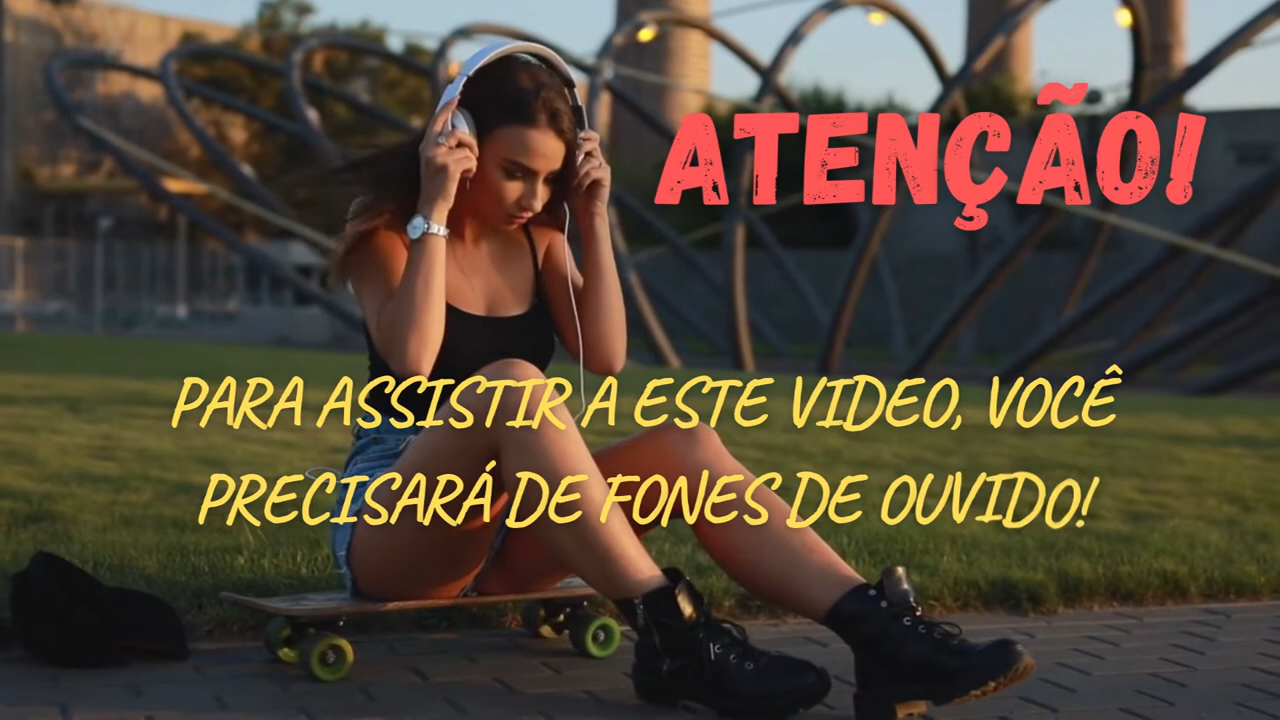 ATENÇÃO!
PARA ASSISTIR A ESTE VIDEO, VOCÊ
PRECISARÁ DE FONES DE OUVIDO!